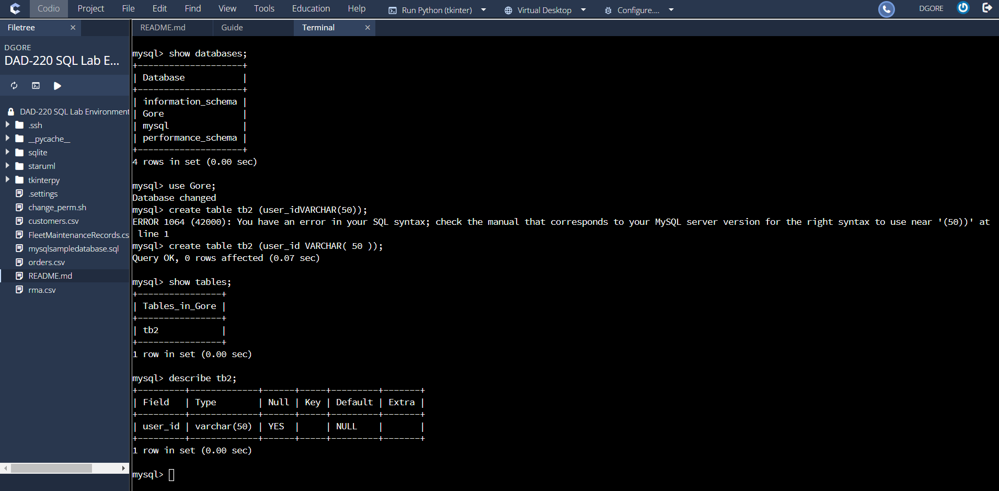 Codio Project File Edit Find View Tools Education Help Run Python (tkinter) Virtual Desktop Configure.... DGORE
Filetree × README.md Guide Terminal ×
DGORE
DAD-220 SQL Lab E...
DAD-220 SQL Lab Environment
.ssh
__pycache__
sqlite
staruml
tkinterpy
.settings
change_perm.sh
customers.csv
FleetMaintenanceRecords.cs
mysqlsampledatabase.sql
orders.csv
README.md
rma.csv
mysql> show databases;
+--------------------+
| Database           |
+--------------------+
| information_schema |
| Gore               |
| mysql              |
| performance_schema |
+--------------------+
4 rows in set (0.00 sec)
mysql> use Gore;
Database changed
mysql> create table tb2 (user_idVARCHAR(50));
ERROR 1064 (42000): You have an error in your SQL syntax; check the manual that corresponds to your MySQL server version for the right syntax to use near '(50))' at
 line 1
mysql> create table tb2 (user_id VARCHAR( 50 ));
Query OK, 0 rows affected (0.07 sec)
mysql> show tables;
+----------------+
| Tables_in_Gore |
+----------------+
| tb2            |
+----------------+
1 row in set (0.00 sec)
mysql> describe tb2;
+---------+-------------+------+-----+---------+-------+
| Field   | Type        | Null | Key | Default | Extra |
+---------+-------------+------+-----+---------+-------+
| user_id | varchar(50) | YES  |     | NULL    |       |
+---------+-------------+------+-----+---------+-------+
1 row in set (0.00 sec)
mysql>